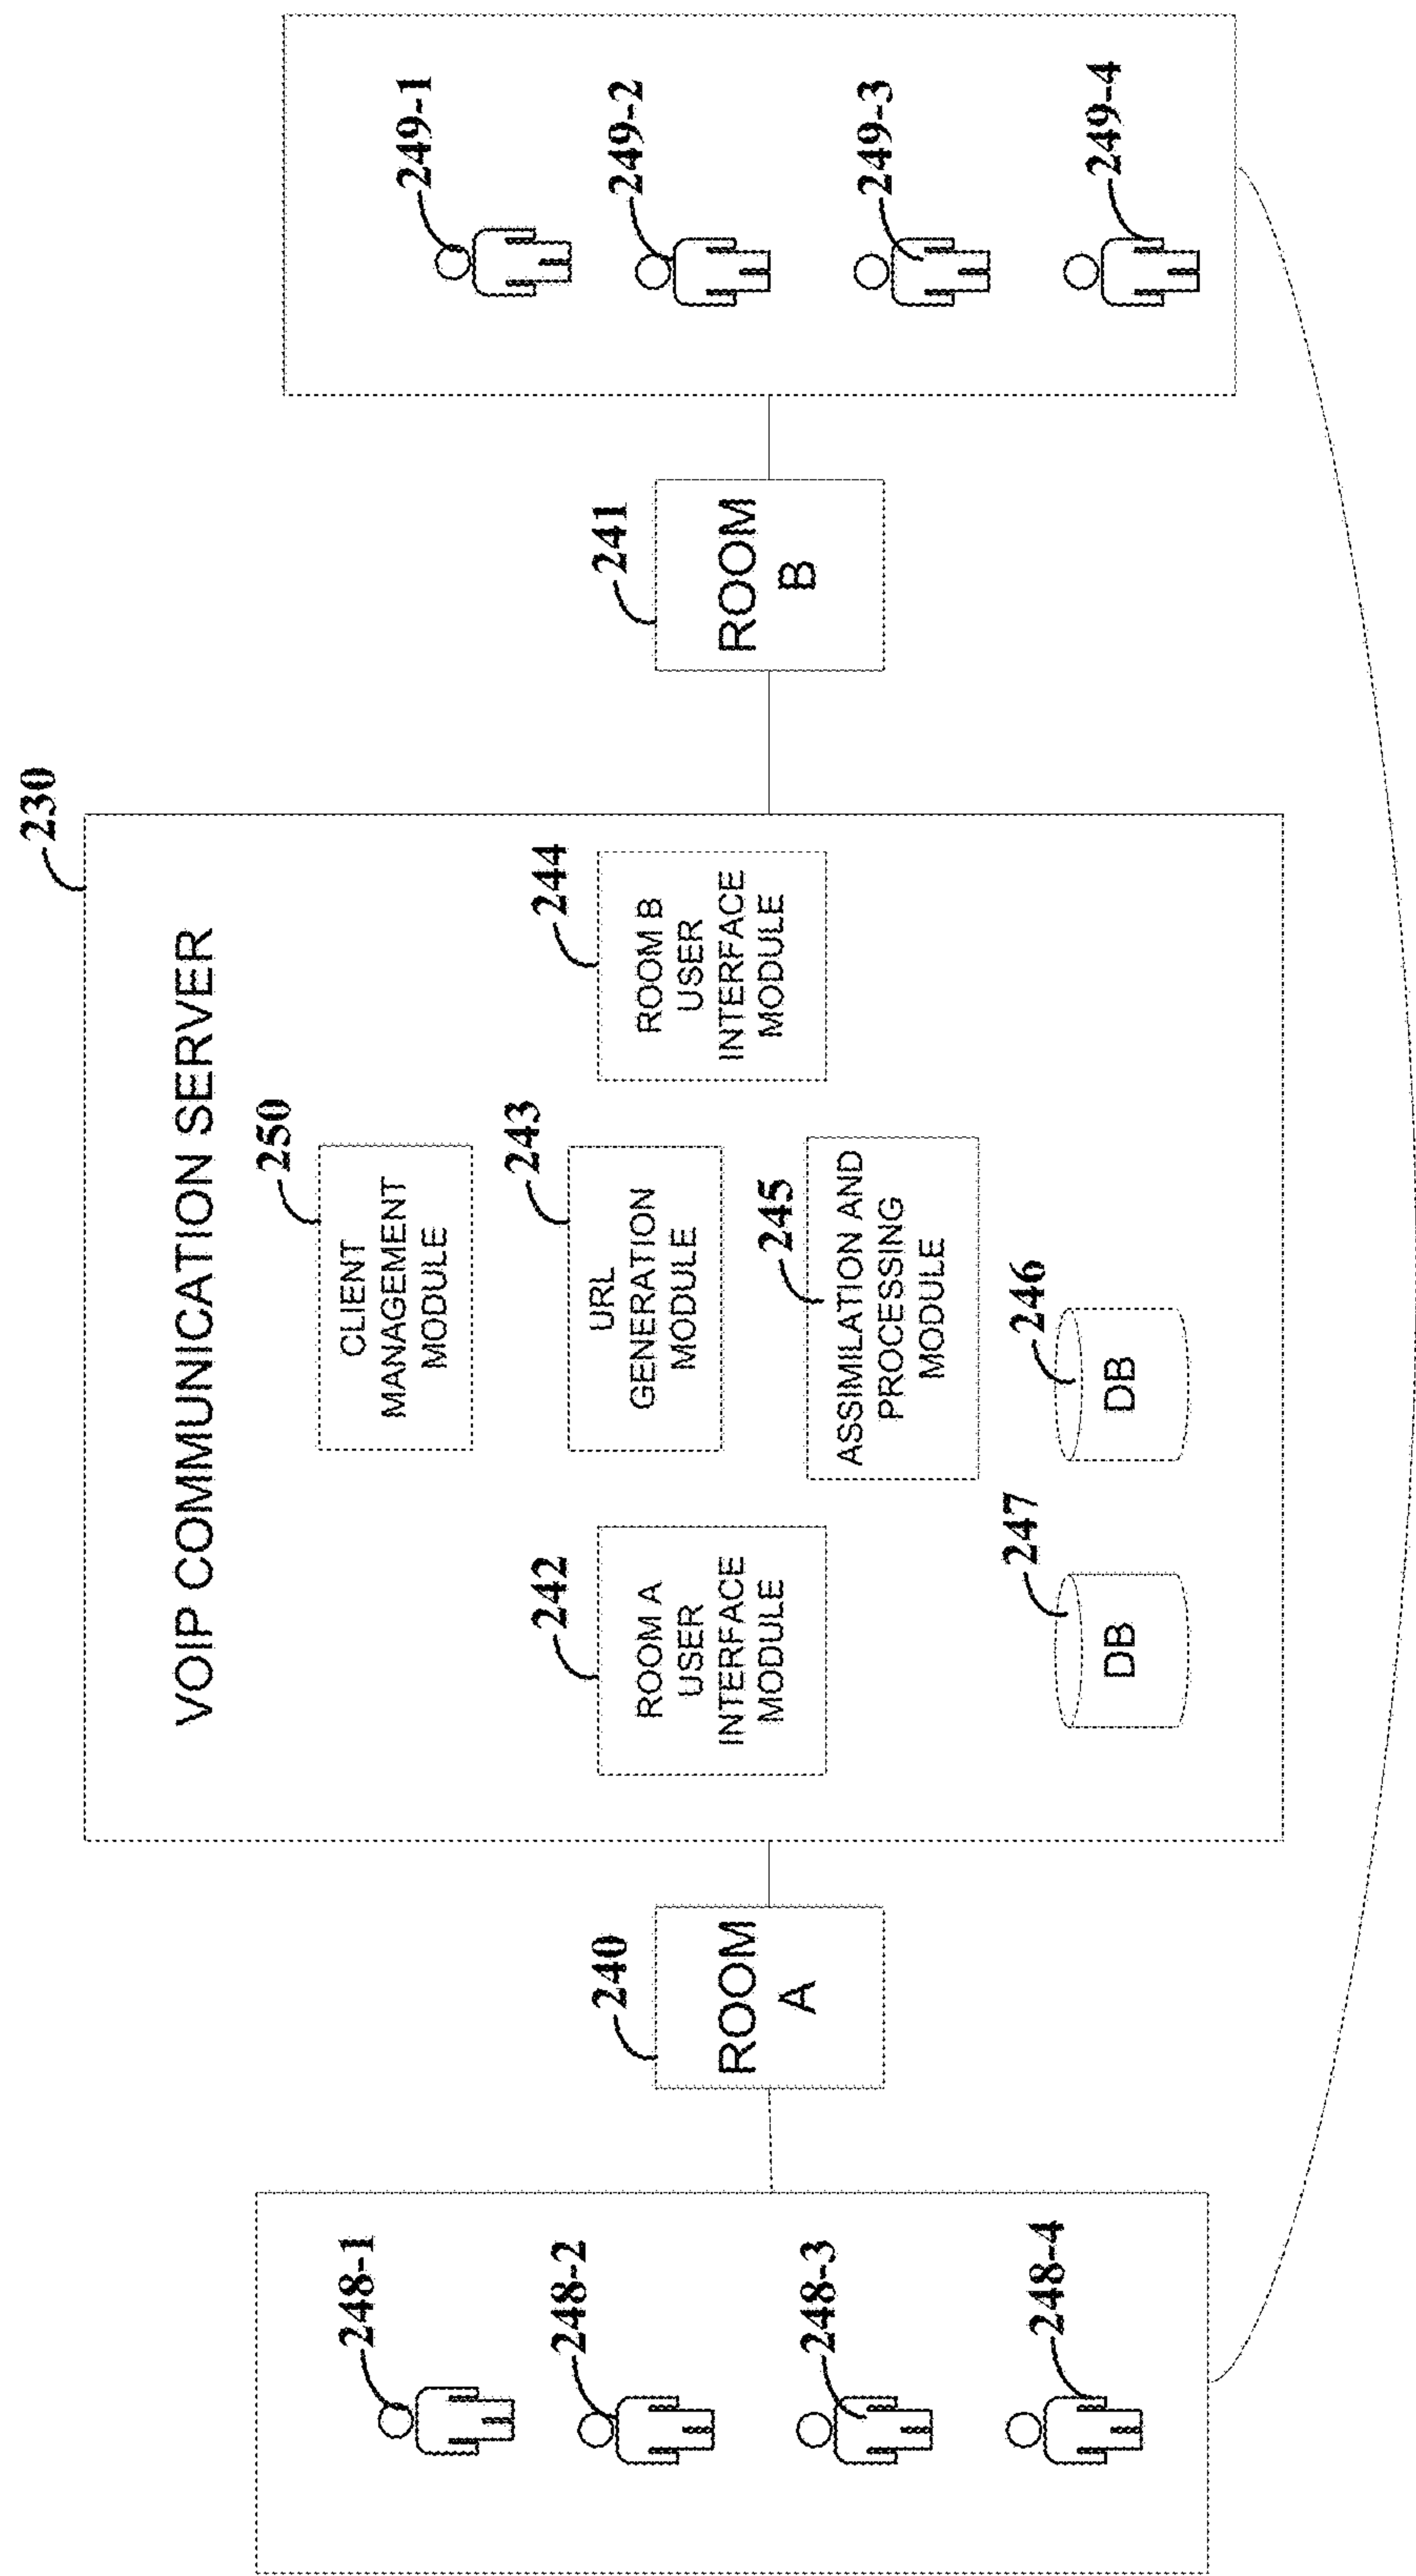 230
VOIP COMMUNICATION SERVER
250
CLIENT
MANAGEMENT
MODULE
248-1
248-2
248-3
248-4
240
ROOM
A
242
ROOM A
USER
INTERFACE
MODULE
243
URL
GENERATION
MODULE
244
ROOM B
USER
INTERFACE
MODULE
245
ASSIMILATION AND
PROCESSING
MODULE
247
DB
246
DB
241
ROOM
B
249-1
249-2
249-3
249-4